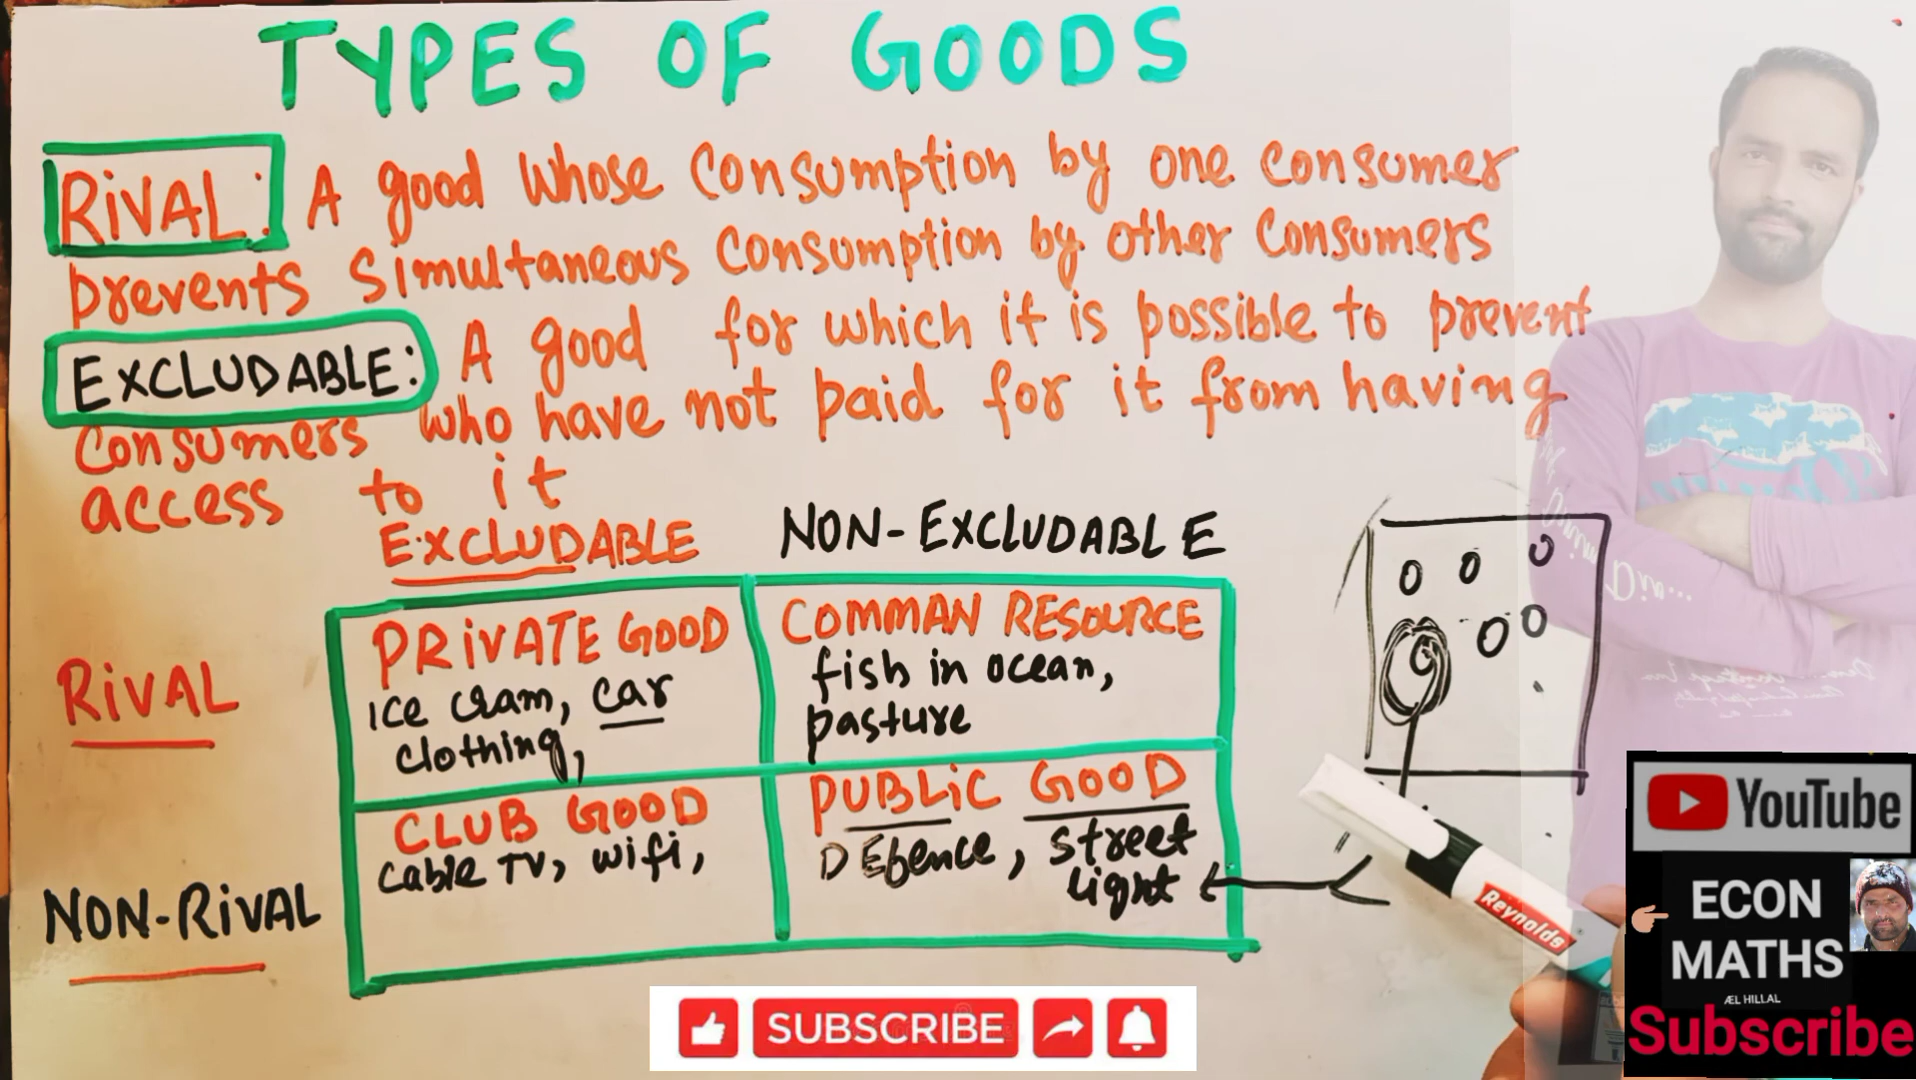 TYPES OF GOODS
RIVAL: A good whose consumption by one consumer
prevents simultaneous consumption by other consumers
EXCLUDABLE: A good for which it is possible to prevent
consumers who have not paid for it from having
access to it
EXCLUDABLE NON-EXCLUDABLE
PRIVATE GOOD COMMAN RESOURCE
RIVAL
ice cram, car
clothing,
fish in ocean,
pasture
CLUB GOOD PUBLIC GOOD
NON-RIVAL
cable TV, wifi,
DEfence, street
light
Reynolds
YouTube
ECON
MATHS
ÆL HILLAL
Subscribe
SUBSCRIBE